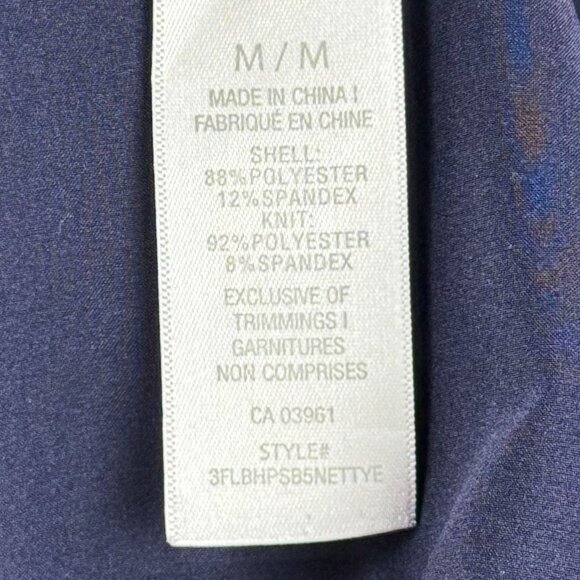 M / M
MADE IN CHINA |
FABRIQUÉ EN CHINE
SHELL:
88%POLYESTER
12%SPANDEX
KNIT:
92%POLYESTER
8%SPANDEX
EXCLUSIVE OF
TRIMMINGS |
GARNITURES
NON COMPRISES
CA 03961
STYLE#
3FLBHPSB5NETTYE